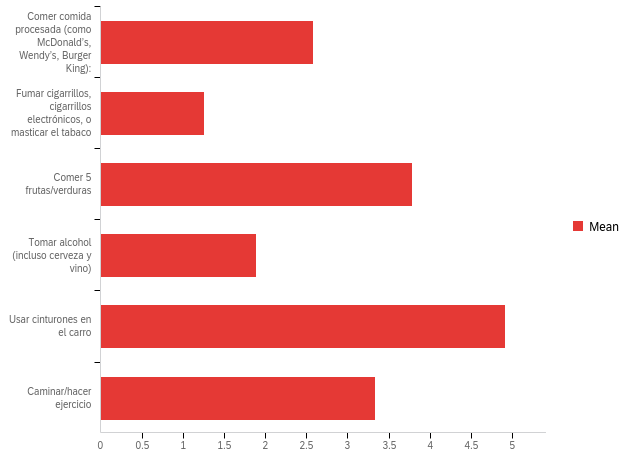 Comer comida
procesada (como
McDonald's,
Wendy's, Burger
King):
Fumar cigarrillos,
cigarrillos
electrónicos, o
masticar el tabaco
Comer 5
frutas/verduras
Tomar alcohol
(incluso cerveza y
vino)
Usar cinturones en
el carro
Caminar/hacer
ejercicio
Mean
0 0.5 1 1.5 2 2.5 3 3.5 4 4.5 5